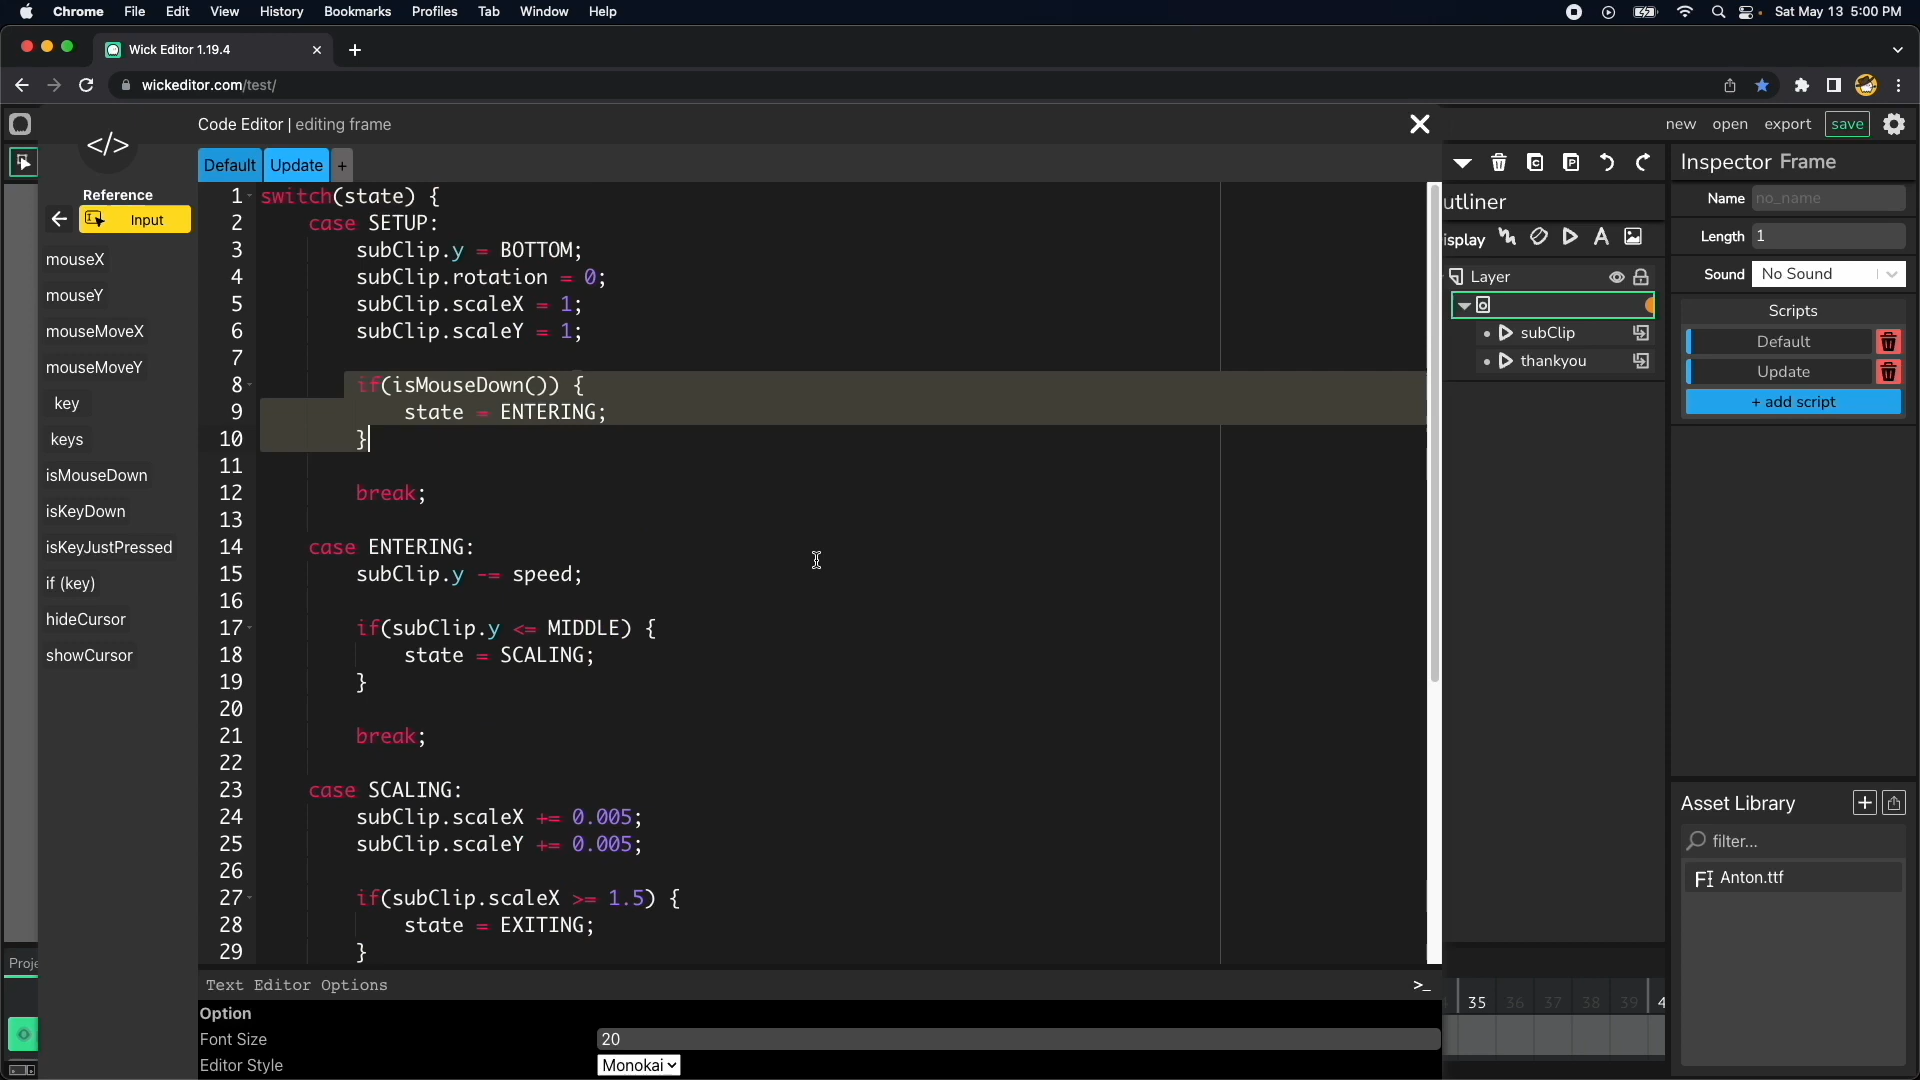 Chrome File Edit View History Bookmarks Profiles Tab Window Help Sat May 13 5:00 PM
Wick Editor 1.19.4
wickeditor.com/test/
Code Editor | editing frame
new open export save
</>
Default Update +
Inspector Frame
Reference
Input
Name no_name
utliner
Length 1
isplay
Sound No Sound
Layer
Scripts
Default
subClip
Update
thankyou
+ add script
mouseX
mouseY
mouseMoveX
mouseMoveY
key
keys
isMouseDown
isKeyDown
isKeyJustPressed
if (key)
hideCursor
showCursor
1 switch(state) {
2 case SETUP:
3 subClip.y = BOTTOM;
4 subClip.rotation = 0;
5 subClip.scaleX = 1;
6 subClip.scaleY = 1;
7
8 if(isMouseDown()) {
9 state = ENTERING;
10 }
11
12 break;
13
14 case ENTERING:
15 subClip.y -= speed;
16
17 if(subClip.y <= MIDDLE) {
18 state = SCALING;
19 }
20
21 break;
22
23 case SCALING:
24 subClip.scaleX += 0.005;
25 subClip.scaleY += 0.005;
26
27 if(subClip.scaleX >= 1.5) {
28 state = EXITING;
29 }
Asset Library
filter...
Anton.ttf
Proje
Text Editor Options >_
Option
Font Size 20
Editor Style Monokai
35 36 37 38 39 4